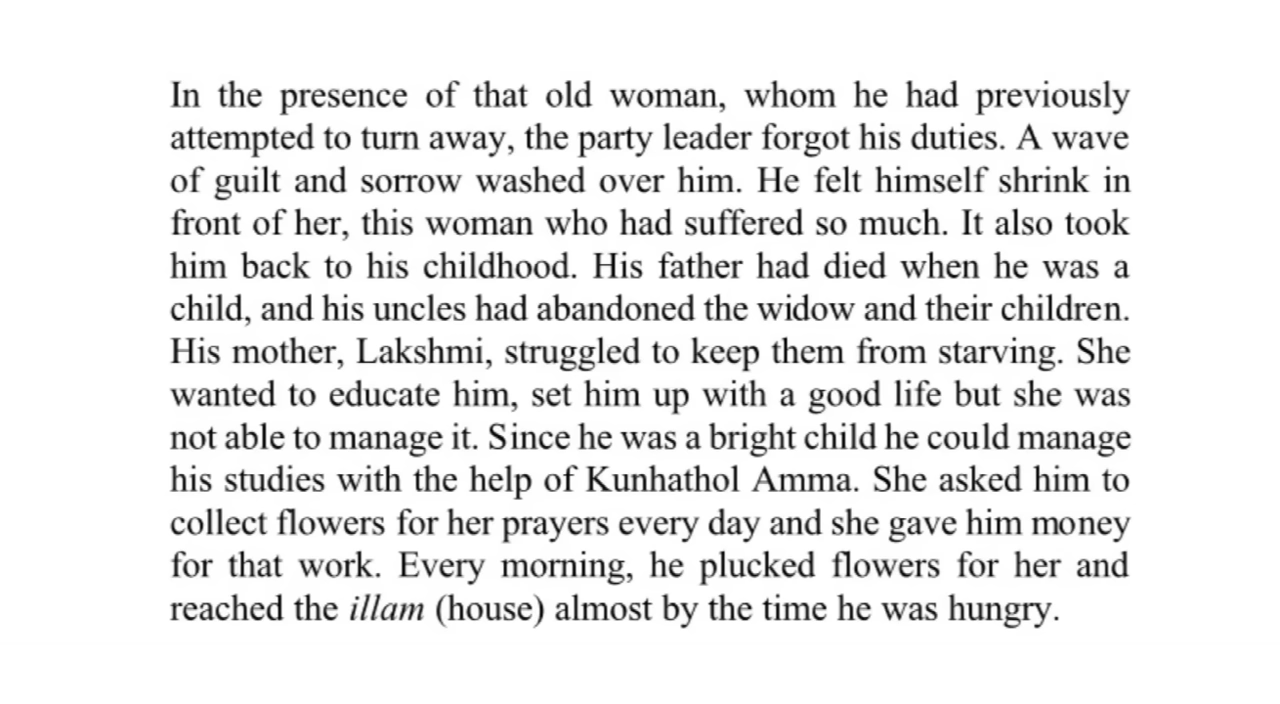 In the presence of that old woman, whom he had previously
attempted to turn away, the party leader forgot his duties. A wave
of guilt and sorrow washed over him. He felt himself shrink in
front of her, this woman who had suffered so much. It also took
him back to his childhood. His father had died when he was a
child, and his uncles had abandoned the widow and their children.
His mother, Lakshmi, struggled to keep them from starving. She
wanted to educate him, set him up with a good life but she was
not able to manage it. Since he was a bright child he could manage
his studies with the help of Kunhathol Amma. She asked him to
collect flowers for her prayers every day and she gave him money
for that work. Every morning, he plucked flowers for her and
reached the illam (house) almost by the time he was hungry.